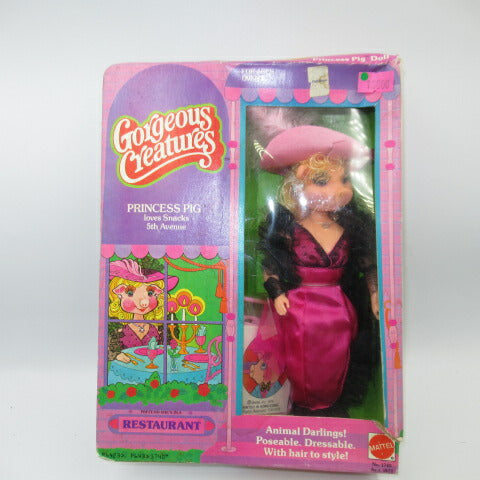 Princess Pig Doll
Gorgeous
Creatures
PRINCESS PIG
loves Snacks
5th Avenue
RESTAURANT
Animal Darlings!
Poseable. Dressable.
With hair to style!
MATTEL